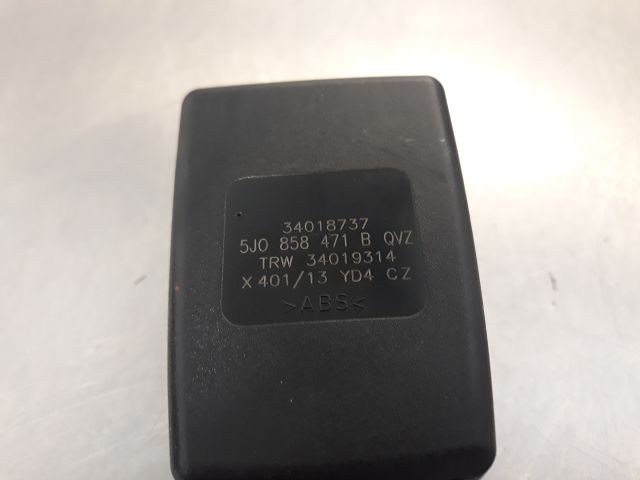 34018737
5J0 858 471 B QVZ
TRW 34019314
X 401/13 YD4 CZ
>ABS<